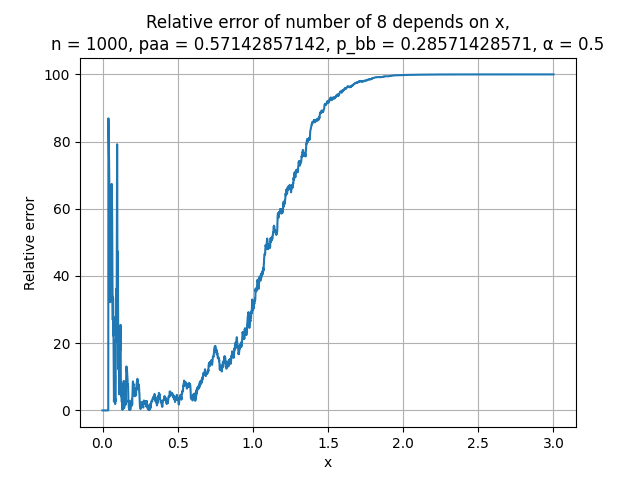 Relative error of number of 8 depends on x,
n = 1000, paa = 0.57142857142, p_bb = 0.28571428571, α = 0.5
100
80
60
40
20
0
Relative error
0.0 0.5 1.0 1.5 2.0 2.5 3.0
x